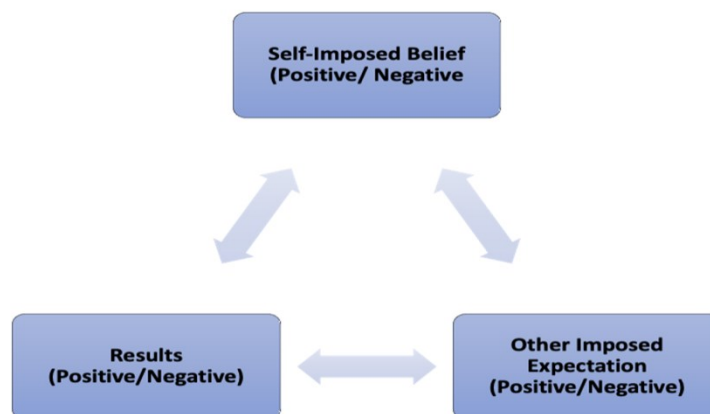 Self-Imposed Belief
(Positive/ Negative
Results
(Positive/Negative)
Other Imposed
Expectation
(Positive/Negative)